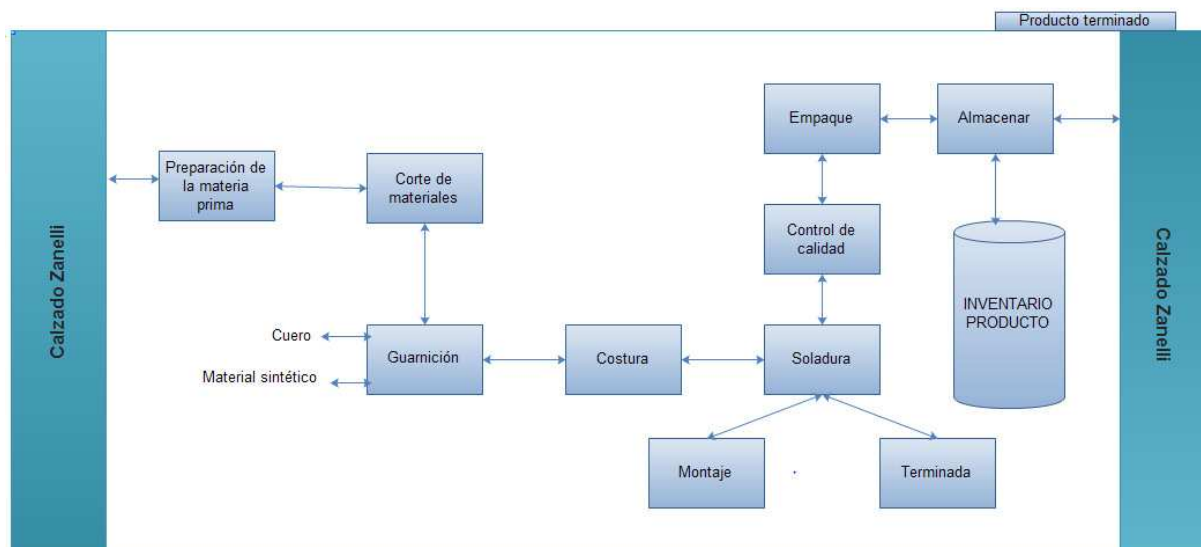 Producto terminado
Calzado Zanelli
Preparación de
la materia
prima
Corte de
materiales
Empaque
Almacenar
Control de
calidad
INVENTARIO
PRODUCTO
Cuero
Material sintético
Guarnición
Costura
Soladura
Montaje
Terminada
Calzado Zanelli